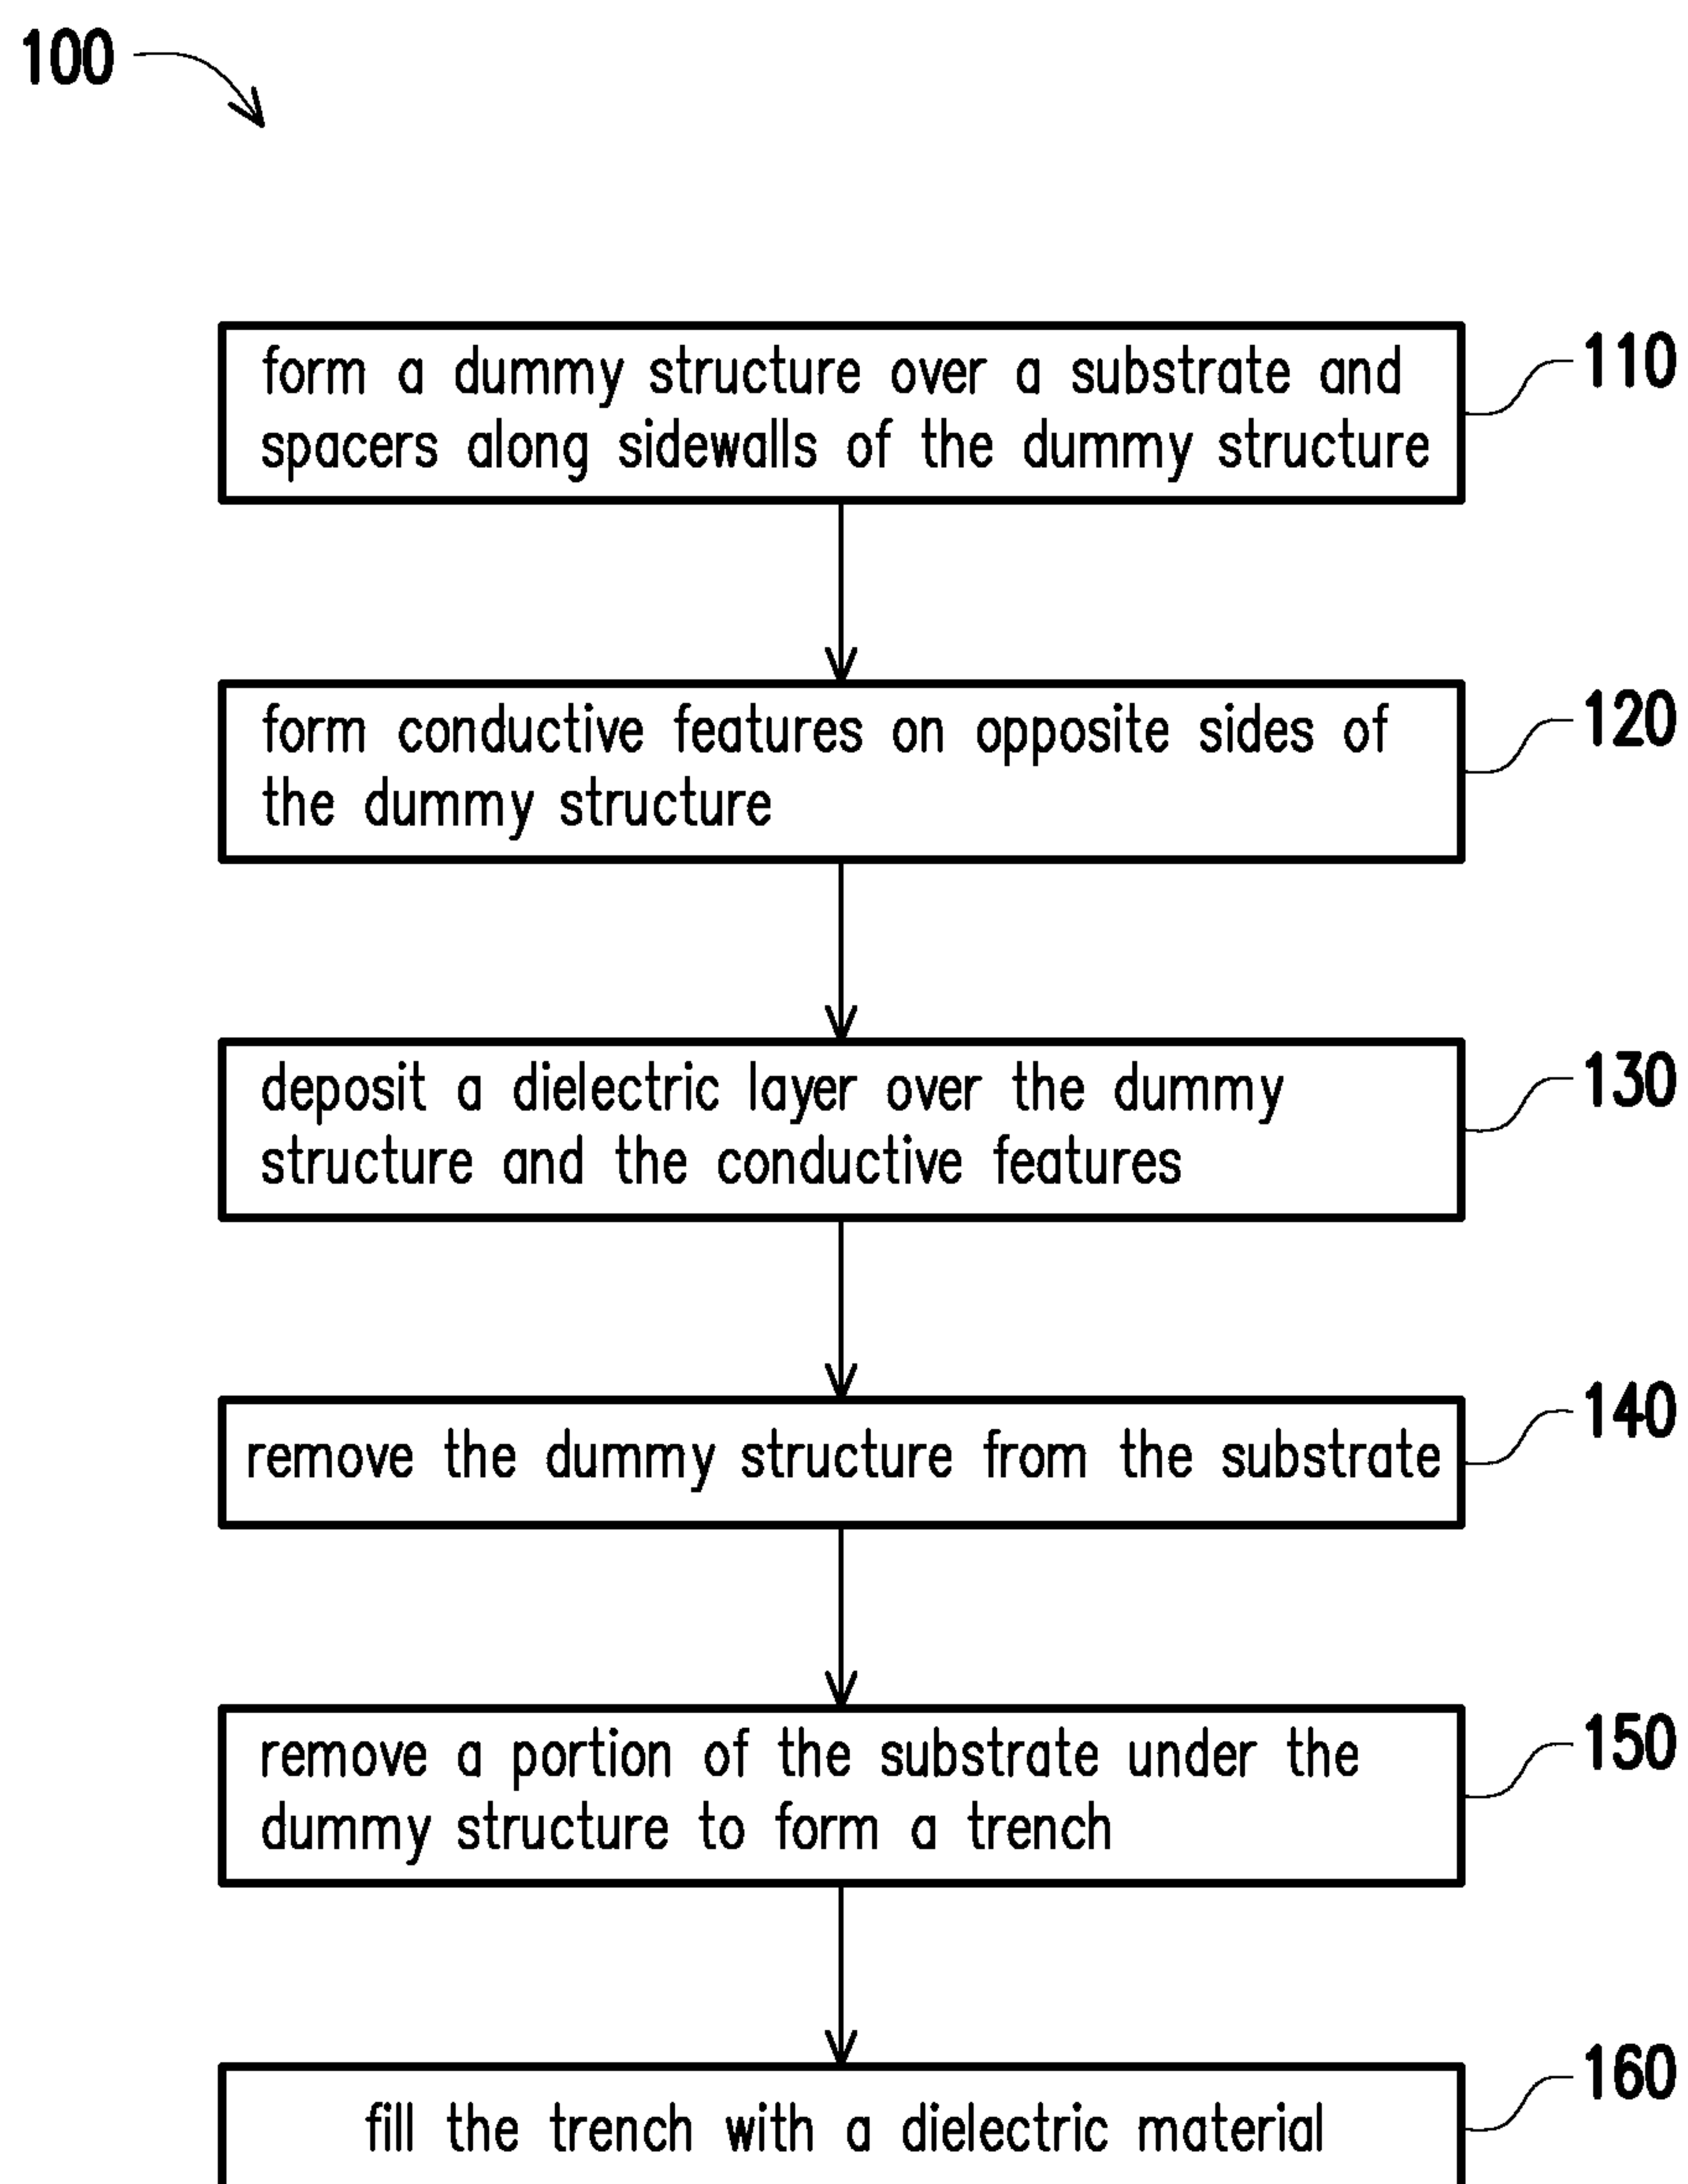 100
form a dummy structure over a substrate and
spacers along sidewalls of the dummy structure
110
form conductive features on opposite sides of
the dummy structure
120
deposit a dielectric layer over the dummy
structure and the conductive features
130
remove the dummy structure from the substrate
140
remove a portion of the substrate under the
dummy structure to form a trench
150
fill the trench with a dielectric material
160